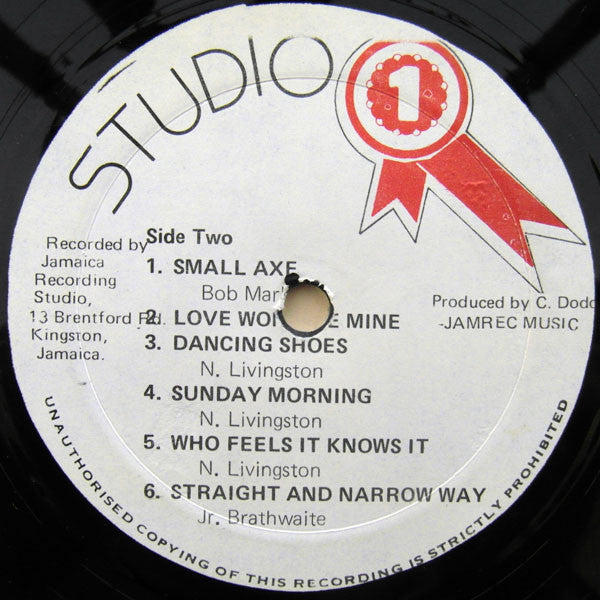 STUDIO 1
Recorded by
Jamaica
Recording
Studio,
13 Brentford Rd.
Kingston,
Jamaica.
Side Two
1. SMALL AXE
Bob
2. LOVE BE MINE
3. DANCING SHOES
N. Livingston
4. SUNDAY MORNING
N. Livingston
5. WHO FEELS IT KNOWS IT
N. Livingston
6. STRAIGHT AND NARROW WAY
Jr. Brathwaite
Produced by C. Dodd
-JAMREC MUSIC
UNAUTHORISED COPYING OF THIS RECORDING IS STRICTLY PROHIBITED